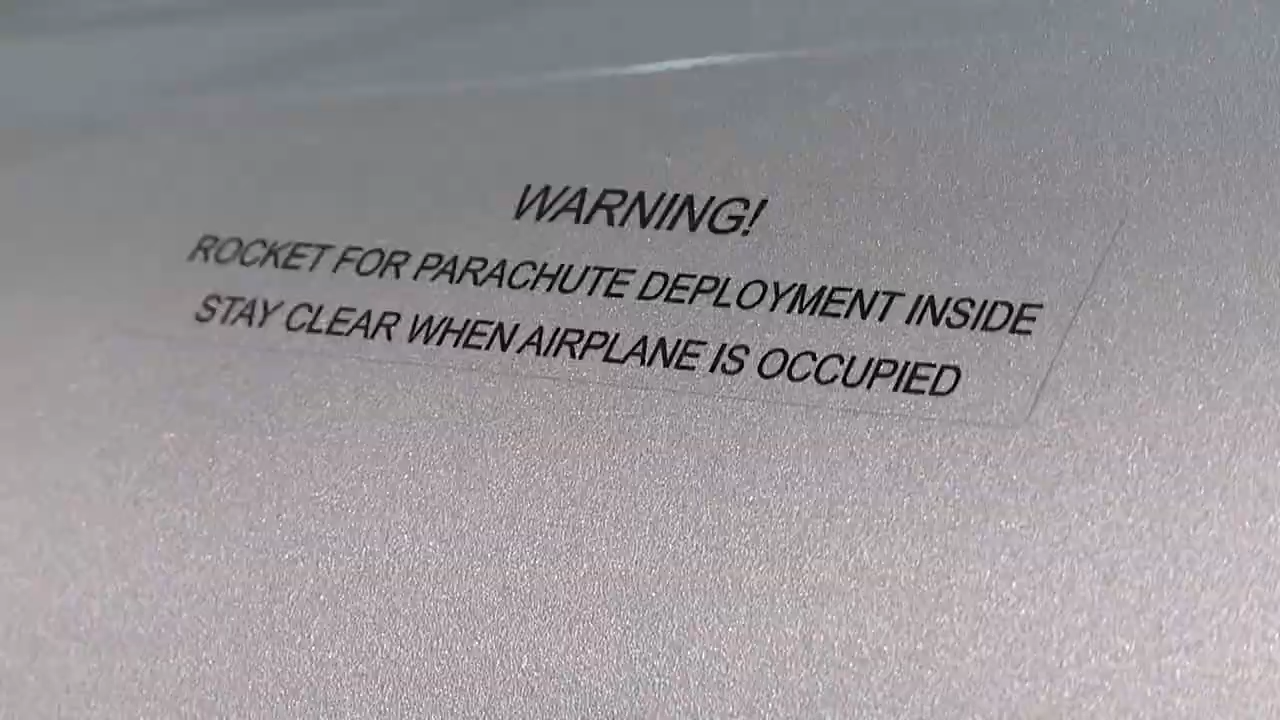 WARNING!
ROCKET FOR PARACHUTE DEPLOYMENT INSIDE
STAY CLEAR WHEN AIRPLANE IS OCCUPIED